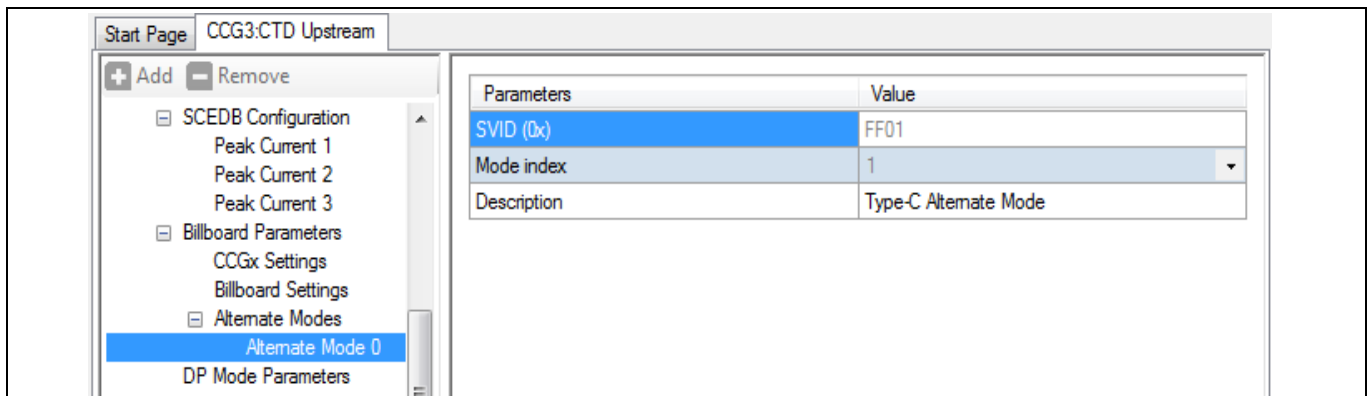 Start Page CCG3:CTD Upstream
Add Remove
SCEDB Configuration
Peak Current 1
Peak Current 2
Peak Current 3
Billboard Parameters
CCGx Settings
Billboard Settings
Alternate Modes
Alternate Mode 0
DP Mode Parameters
Parameters Value
SVID (0x) FF01
Mode index 1
Description Type-C Alternate Mode